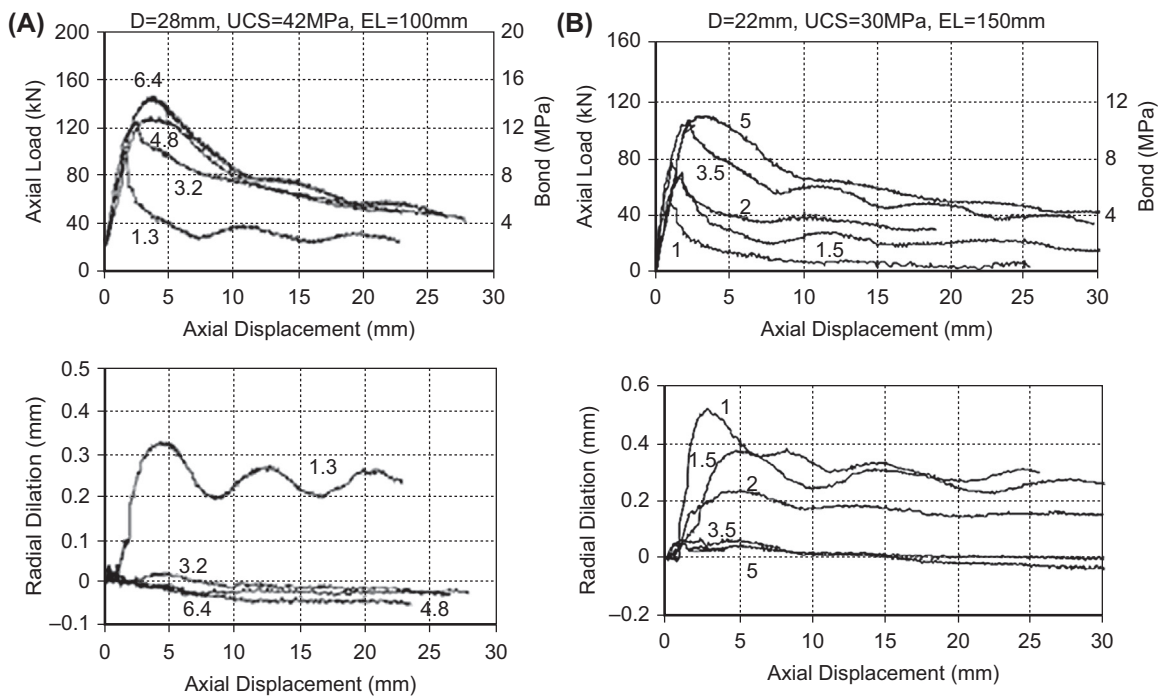 (A)
D=28mm, UCS=42MPa, EL=100mm
200
160
120
80
40
0
Axial Load (kN)
20
16
12
8
4
Bond (MPa)
6.4
4.8
3.2
1.3
0 5 10 15 20 25 30
Axial Displacement (mm)
(B)
D=22mm, UCS=30MPa, EL=150mm
160
120
80
40
0
Axial Load (kN)
12
8
4
Bond (MPa)
5
3.5
2
1.5
1
0 5 10 15 20 25 30
Axial Displacement (mm)
0.5
0.4
0.3
0.2
0.1
0
–0.1
Radial Dilation (mm)
1.3
3.2
6.4
4.8
0 5 10 15 20 25 30
Axial Displacement (mm)
0.6
0.4
0.2
0
–0.2
Radial Dilation (mm)
1
1.5
2
3.5
5
0 5 10 15 20 25 30
Axial Displacement (mm)